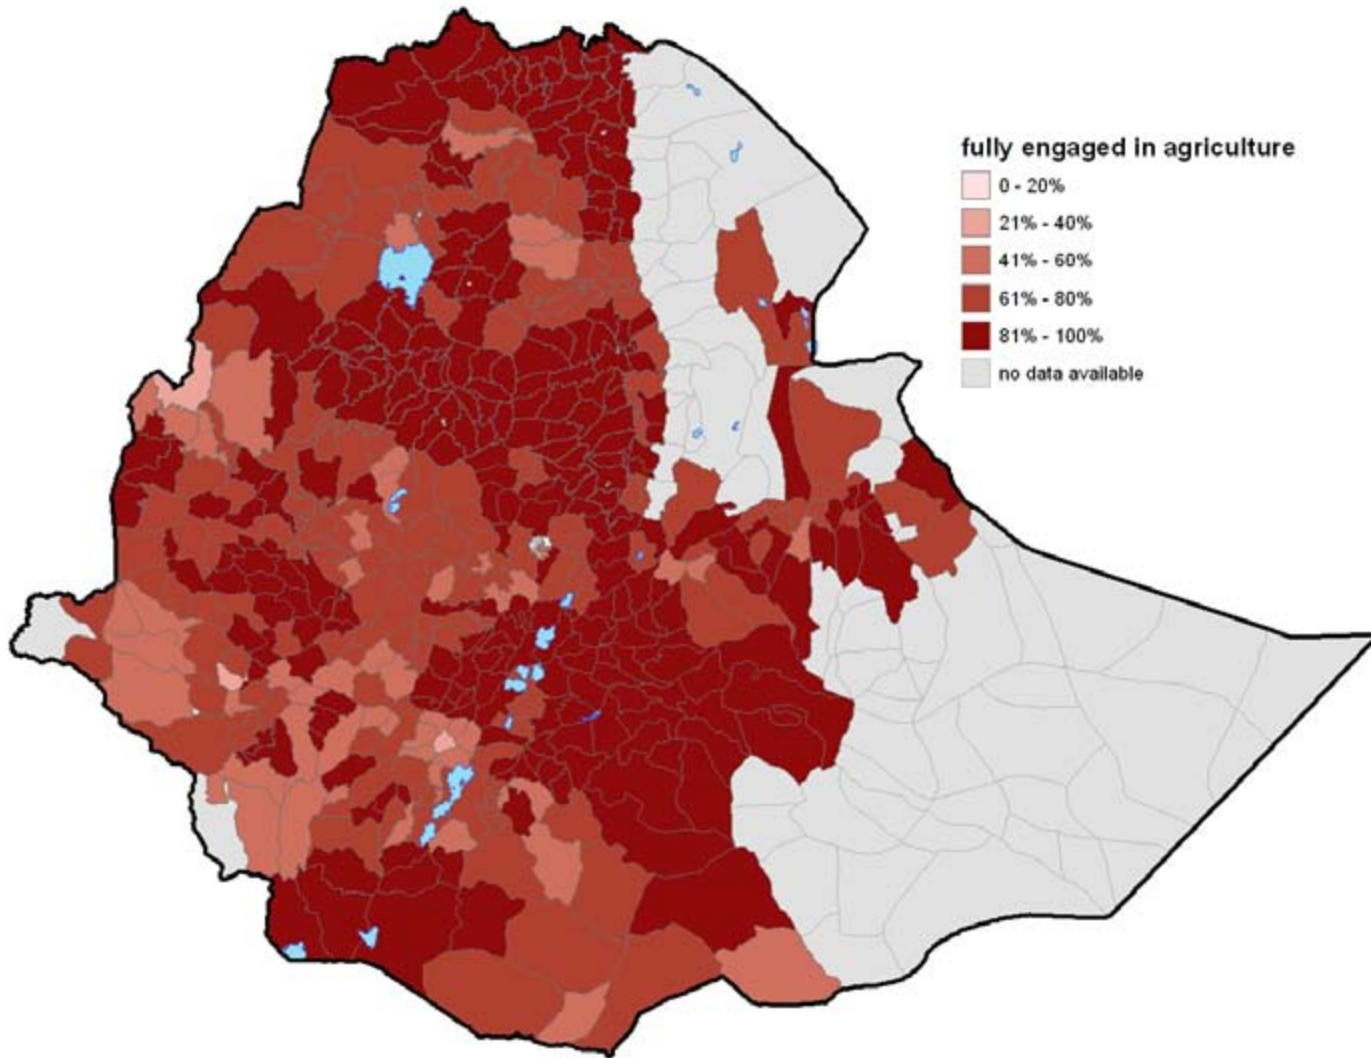 fully engaged in agriculture
0 - 20%
21% - 40%
41% - 60%
61% - 80%
81% - 100%
no data available